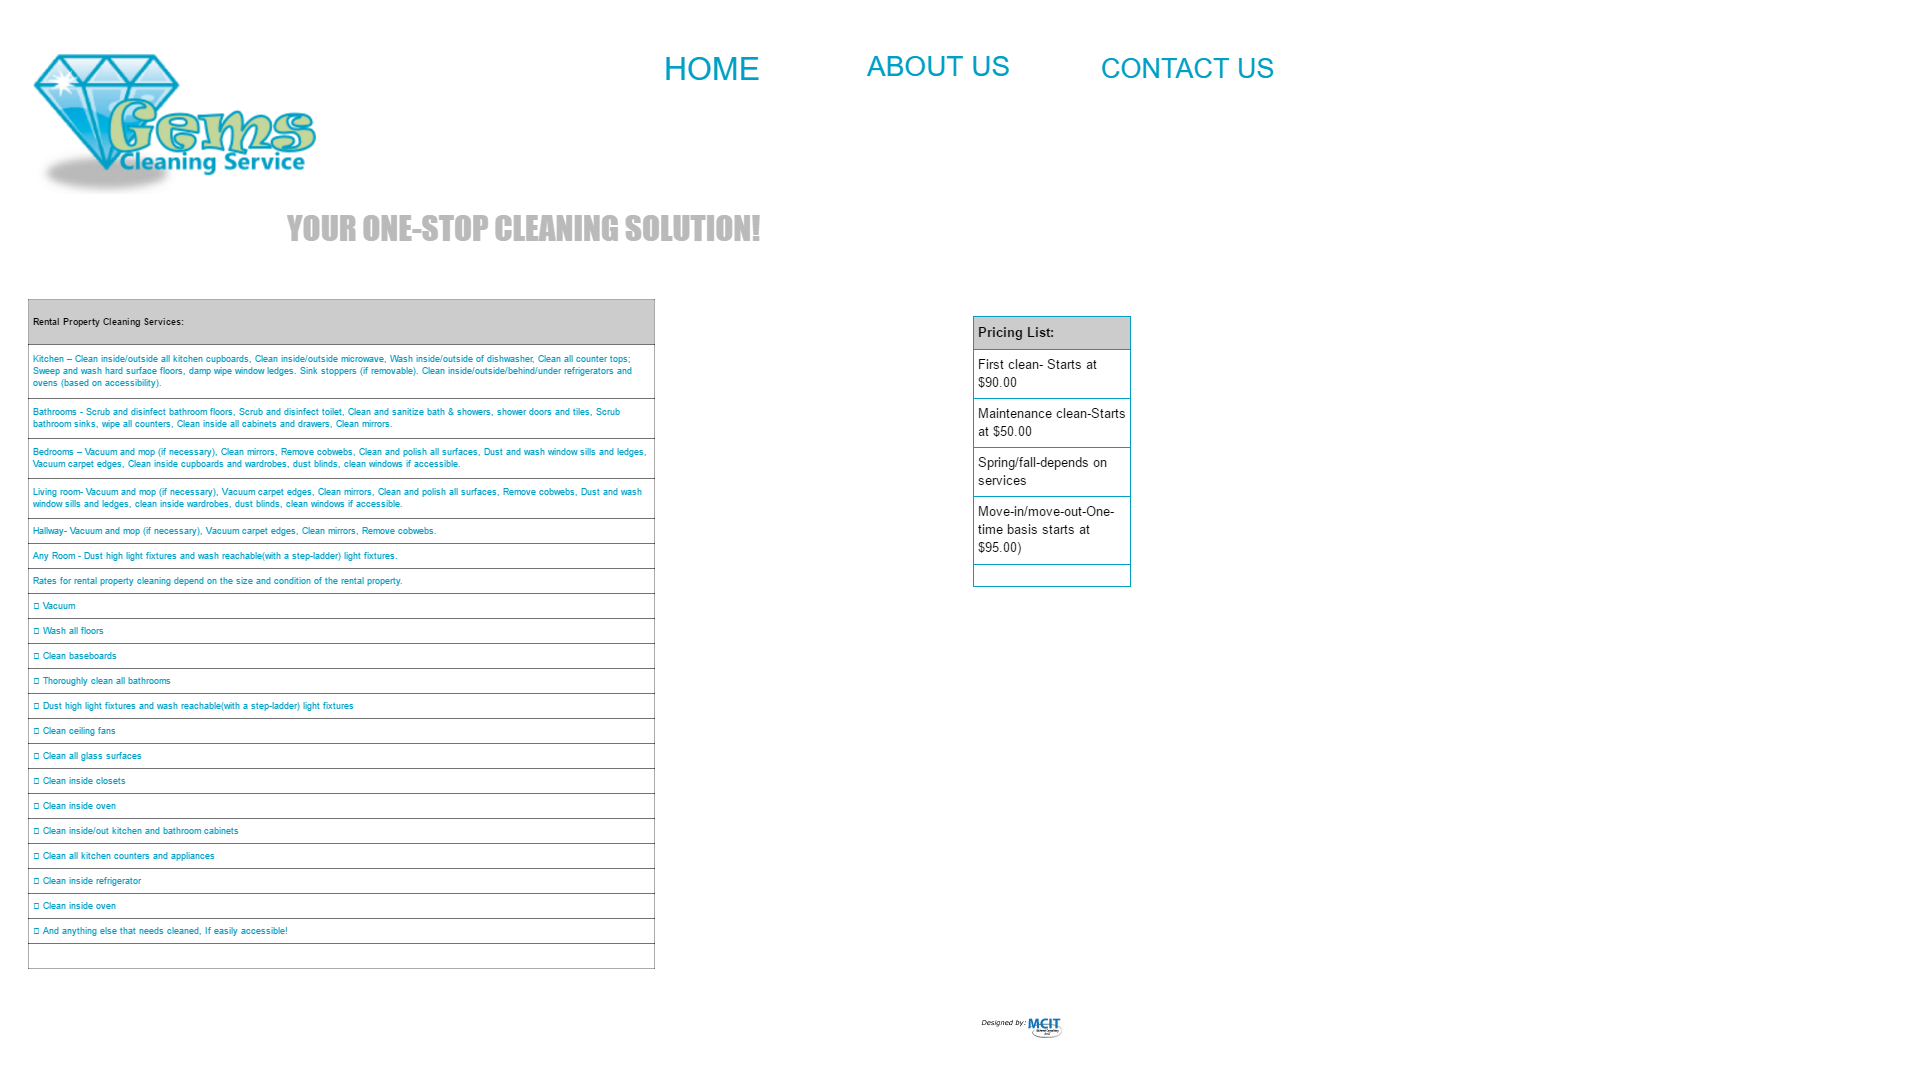 HOME
ABOUT US
CONTACT US
Gems
Cleaning Service
YOUR ONE-STOP CLEANING SOLUTION!
Rental Property Cleaning Services:
Kitchen – Clean inside/outside all kitchen cupboards, Clean inside/outside microwave, Wash inside/outside of dishwasher, Clean all counter tops;
Sweep and wash hard surface floors, damp wipe window ledges. Sink stoppers (if removable). Clean inside/outside/behind/under refrigerators and
ovens (based on accessibility).
Bathrooms - Scrub and disinfect bathroom floors, Scrub and disinfect toilet, Clean and sanitize bath & showers, shower doors and tiles, Scrub
bathroom sinks, wipe all counters, Clean inside all cabinets and drawers, Clean mirrors.
Bedrooms – Vacuum and mop (if necessary), Clean mirrors, Remove cobwebs, Clean and polish all surfaces, Dust and wash window sills and ledges,
Vacuum carpet edges, Clean inside cupboards and wardrobes, dust blinds, clean windows if accessible.
Living room- Vacuum and mop (if necessary), Vacuum carpet edges, Clean mirrors, Clean and polish all surfaces, Remove cobwebs, Dust and wash
window sills and ledges, clean inside wardrobes, dust blinds, clean windows if accessible.
Hallway- Vacuum and mop (if necessary), Vacuum carpet edges, Clean mirrors, Remove cobwebs.
Any Room - Dust high light fixtures and wash reachable(with a step-ladder) light fixtures.
Rates for rental property cleaning depend on the size and condition of the rental property.
Vacuum
Wash all floors
Clean baseboards
Thoroughly clean all bathrooms
Dust high light fixtures and wash reachable(with a step-ladder) light fixtures
Clean ceiling fans
Clean all glass surfaces
Clean inside closets
Clean inside oven
Clean inside/out kitchen and bathroom cabinets
Clean all kitchen counters and appliances
Clean inside refrigerator
Clean inside oven
And anything else that needs cleaned, If easily accessible!
Pricing List:
First clean- Starts at
$90.00
Maintenance clean-Starts
at $50.00
Spring/fall-depends on
services
Move-in/move-out-One-
time basis starts at
$95.00)
Designed by: MCIT